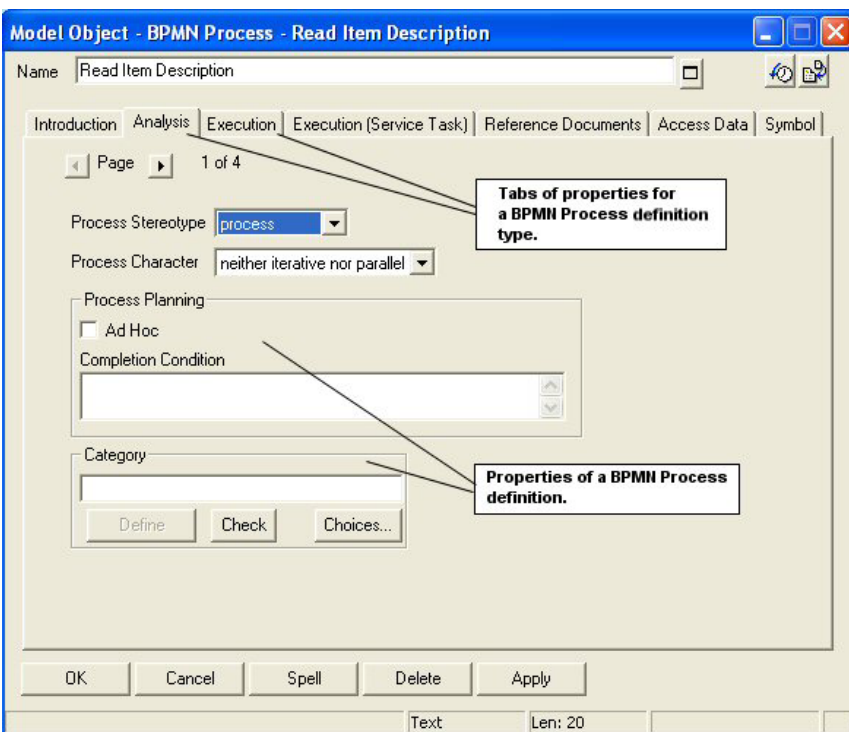 Model Object - BPMN Process - Read Item Description
Name Read Item Description
Introduction Analysis Execution Execution (Service Task) Reference Documents Access Data Symbol
Page 1 of 4
Tabs of properties for
a BPMN Process definition
type.
Process Stereotype process
Process Character neither iterative nor parallel
Process Planning
Ad Hoc
Completion Condition
Category
Properties of a BPMN Process
definition.
Define Check Choices...
OK Cancel Spell Delete Apply
Text Len: 20